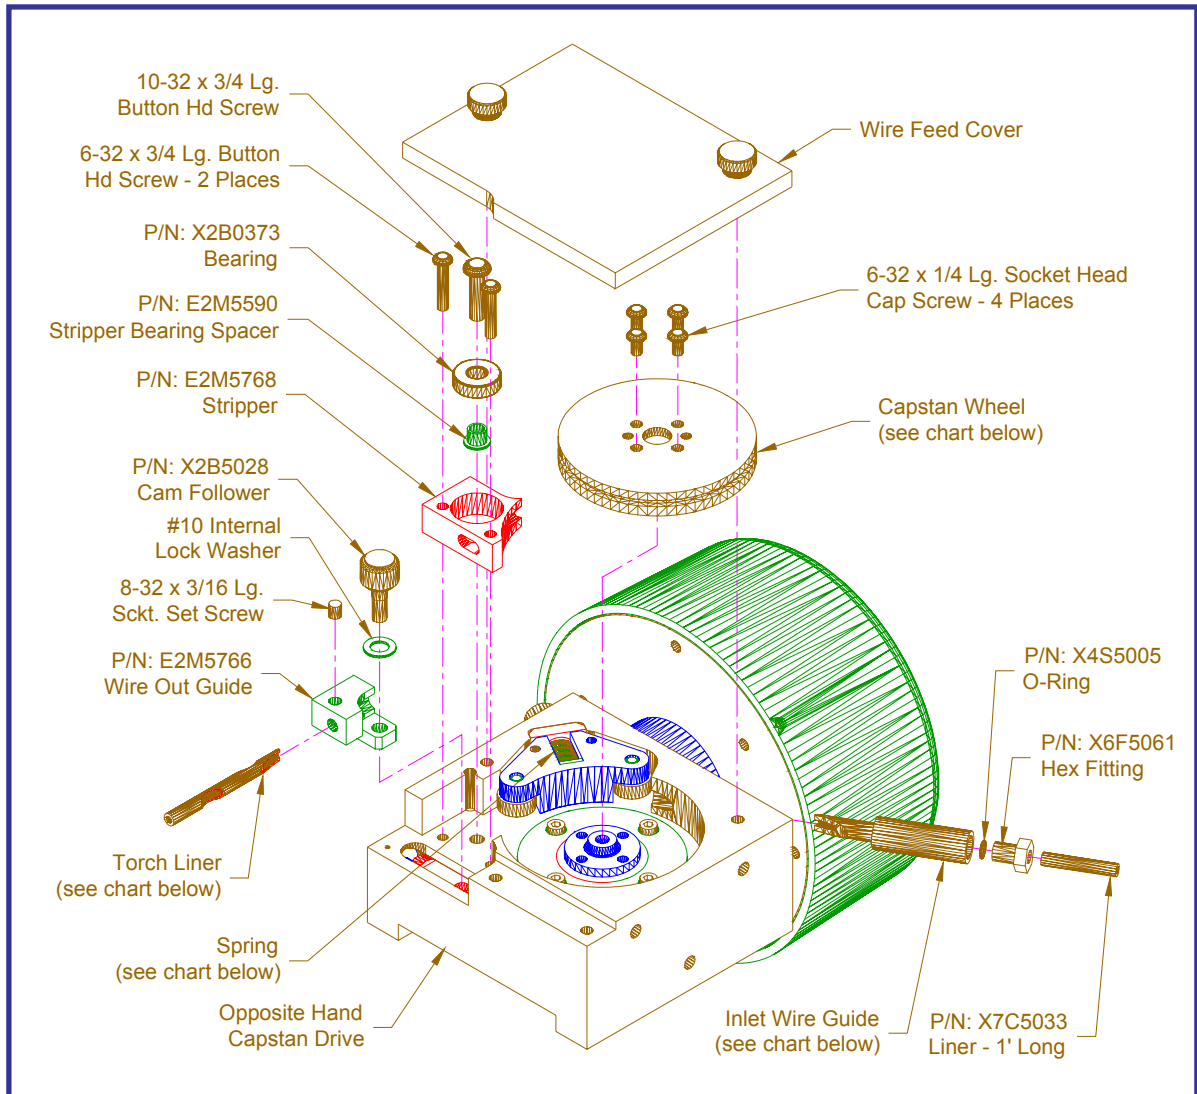 10-32 x 3/4 Lg.
Button Hd Screw
6-32 x 3/4 Lg. Button
Hd Screw - 2 Places
P/N: X2B0373
Bearing
P/N: E2M5590
Stripper Bearing Spacer
P/N: E2M5768
Stripper
P/N: X2B5028
Cam Follower
#10 Internal
Lock Washer
8-32 x 3/16 Lg.
Sckt. Set Screw
P/N: E2M5766
Wire Out Guide
Torch Liner
(see chart below)
Spring
(see chart below)
Opposite Hand
Capstan Drive
Wire Feed Cover
6-32 x 1/4 Lg. Socket Head
Cap Screw - 4 Places
Capstan Wheel
(see chart below)
P/N: X4S5005
O-Ring
P/N: X6F5061
Hex Fitting
Inlet Wire Guide
(see chart below)
P/N: X7C5033
Liner - 1' Long